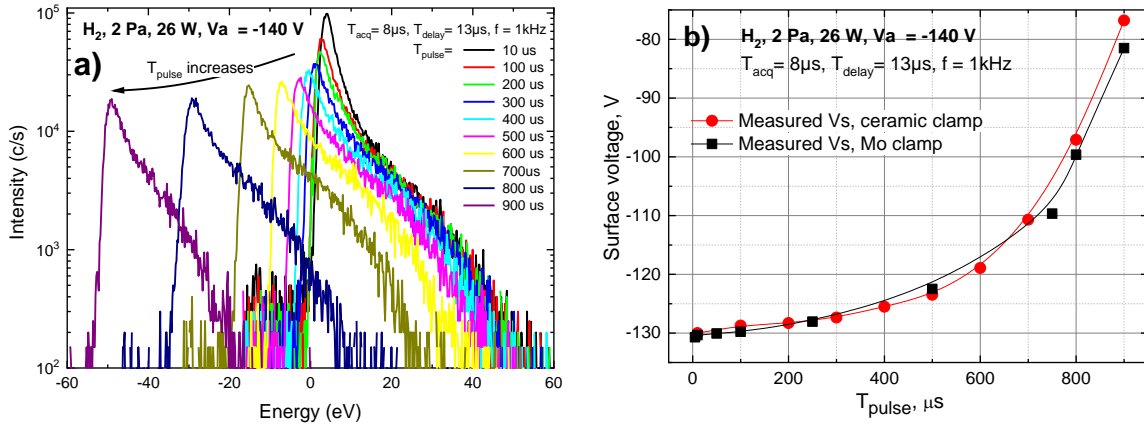 H2, 2 Pa, 26 W, Va = -140 V
Tacq= 8μs, Tdelay= 13μs, f = 1kHz
a)
Tpulse=
Tpulse increases
10 us
100 us
200 us
300 us
400 us
500 us
600 us
700us
800 us
900 us
Intensity (c/s)
10^5
10^4
10^3
10^2
-60 -40 -20 0 20 40 60
Energy (eV)
b)
H2, 2 Pa, 26 W, Va = -140 V
Tacq= 8μs, Tdelay= 13μs, f = 1kHz
Measured Vs, ceramic clamp
Measured Vs, Mo clamp
Surface voltage, V
-80
-90
-100
-110
-120
-130
0 200 400 600 800
Tpulse, μs